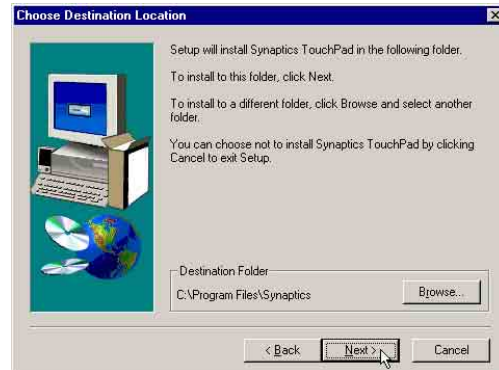 Choose Destination Location
Setup will install Synaptics TouchPad in the following folder.
To install to this folder, click Next.
To install to a different folder, click Browse and select another
folder.
You can choose not to install Synaptics TouchPad by clicking
Cancel to exit Setup.
Destination Folder
C:\Program Files\Synaptics
Browse...
< Back
Next >
Cancel